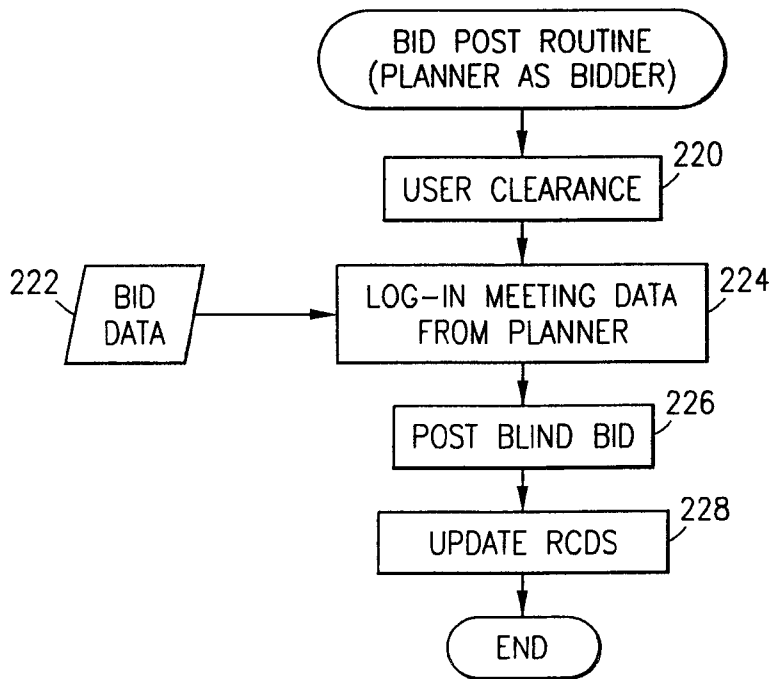 BID POST ROUTINE
(PLANNER AS BIDDER)
220
USER CLEARANCE
222
BID
DATA
224
LOG-IN MEETING DATA
FROM PLANNER
226
POST BLIND BID
228
UPDATE RCDS
END